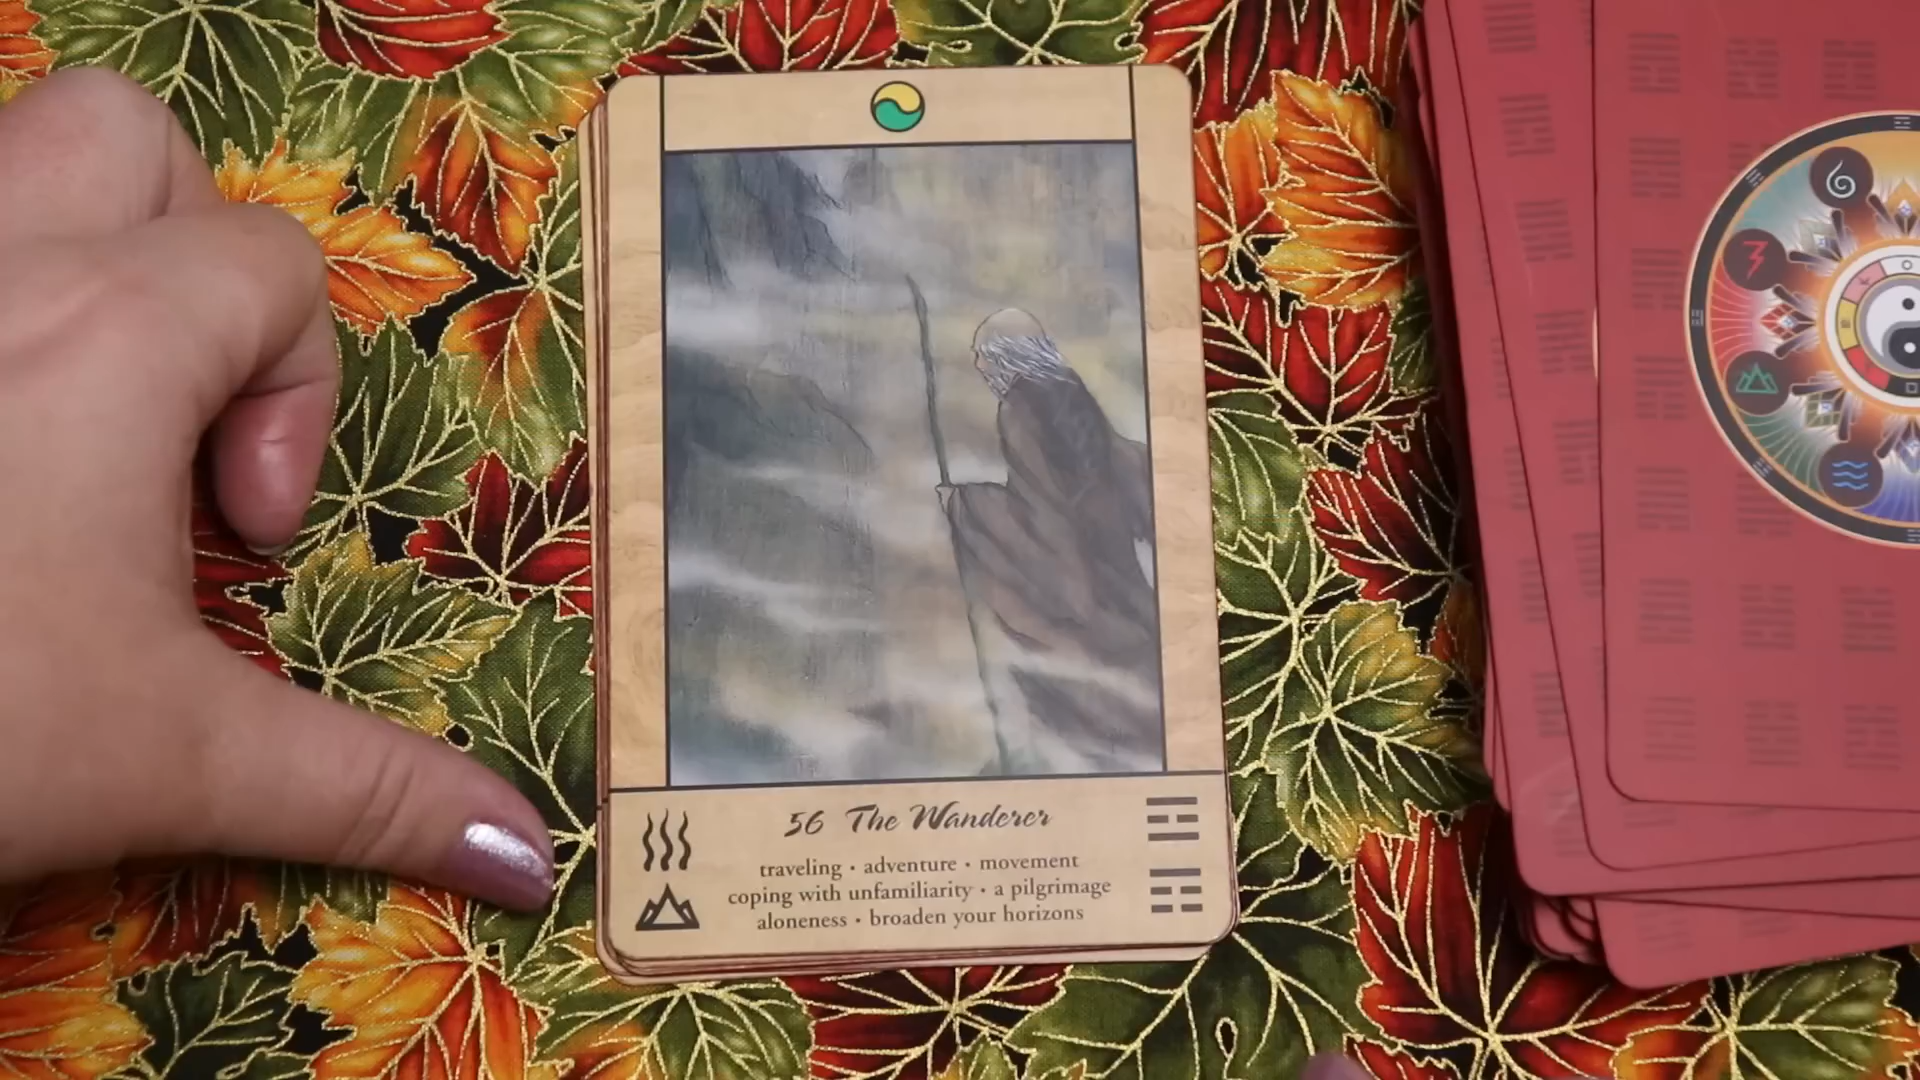 56 The Wanderer
traveling • adventure • movement
coping with unfamiliarity • a pilgrimage
aloneness • broaden your horizons